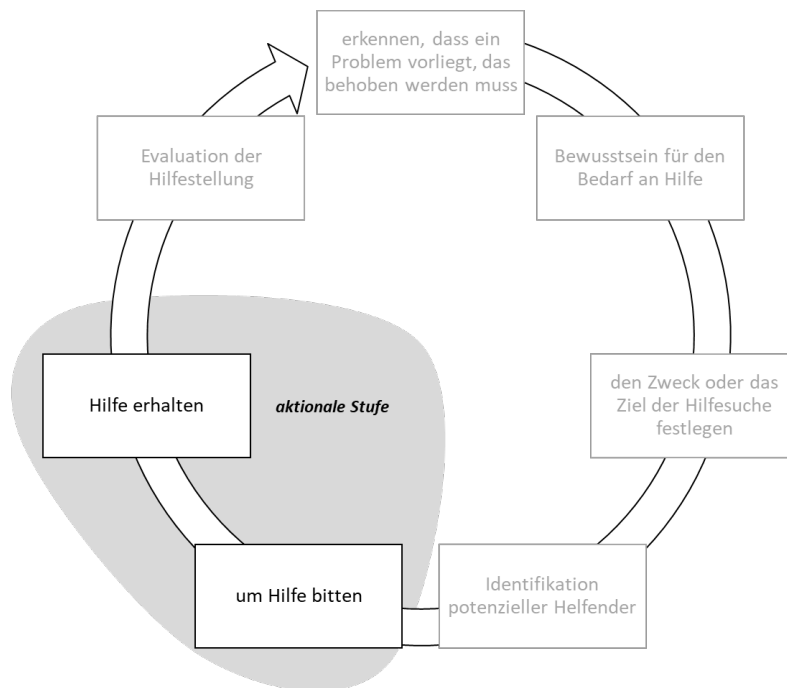 erkennen, dass ein
Problem vorliegt, das
behoben werden muss
Bewusstsein für den
Bedarf an Hilfe
den Zweck oder das
Ziel der Hilfesuche
festlegen
Identifikation
potenzieller Helfender
um Hilfe bitten
Hilfe erhalten
aktionale Stufe
Evaluation der
Hilfestellung